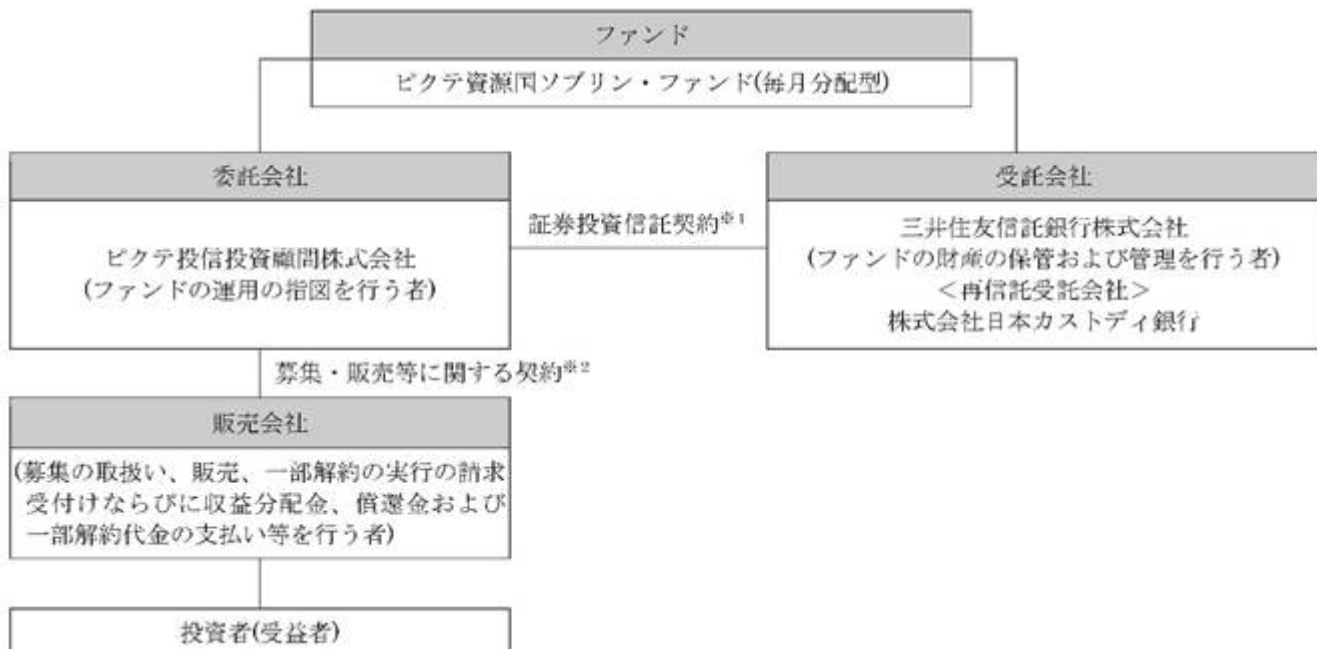 ファンド
ピクテ資源国ソブリン・ファンド(毎月分配型)
委託会社
ピクテ投信投資顧問株式会社
(ファンドの運用の指図を行う者)
証券投資信託契約※1
受託会社
三井住友信託銀行株式会社
(ファンドの財産の保管および管理を行う者)
<再信託受託会社>
株式会社日本カストディ銀行
募集・販売等に関する契約※2
販売会社
(募集の取扱い、販売、一部解約の実行の請求
受付けならびに収益分配金、償還金および
一部解約代金の支払い等を行う者)
投資者(受益者)